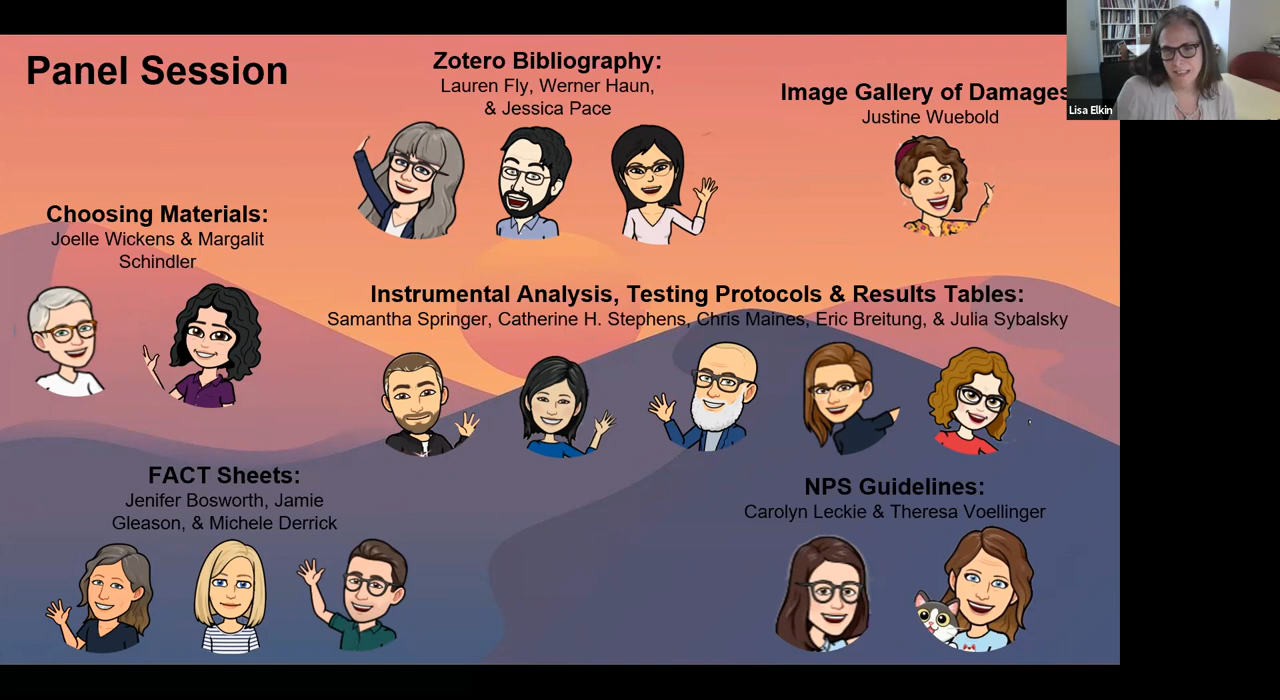 Panel Session
Zotero Bibliography:
Lauren Fly, Werner Haun,
& Jessica Pace
Image Gallery of Damages
Justine Wuebold
Lisa Elkin
Choosing Materials:
Joelle Wickens & Margalit
Schindler
Instrumental Analysis, Testing Protocols & Results Tables:
Samantha Springer, Catherine H. Stephens, Chris Maines, Eric Breitung, & Julia Sybalsky
FACT Sheets:
Jenifer Bosworth, Jamie
Gleason, & Michele Derrick
NPS Guidelines:
Carolyn Leckie & Theresa Voellinger